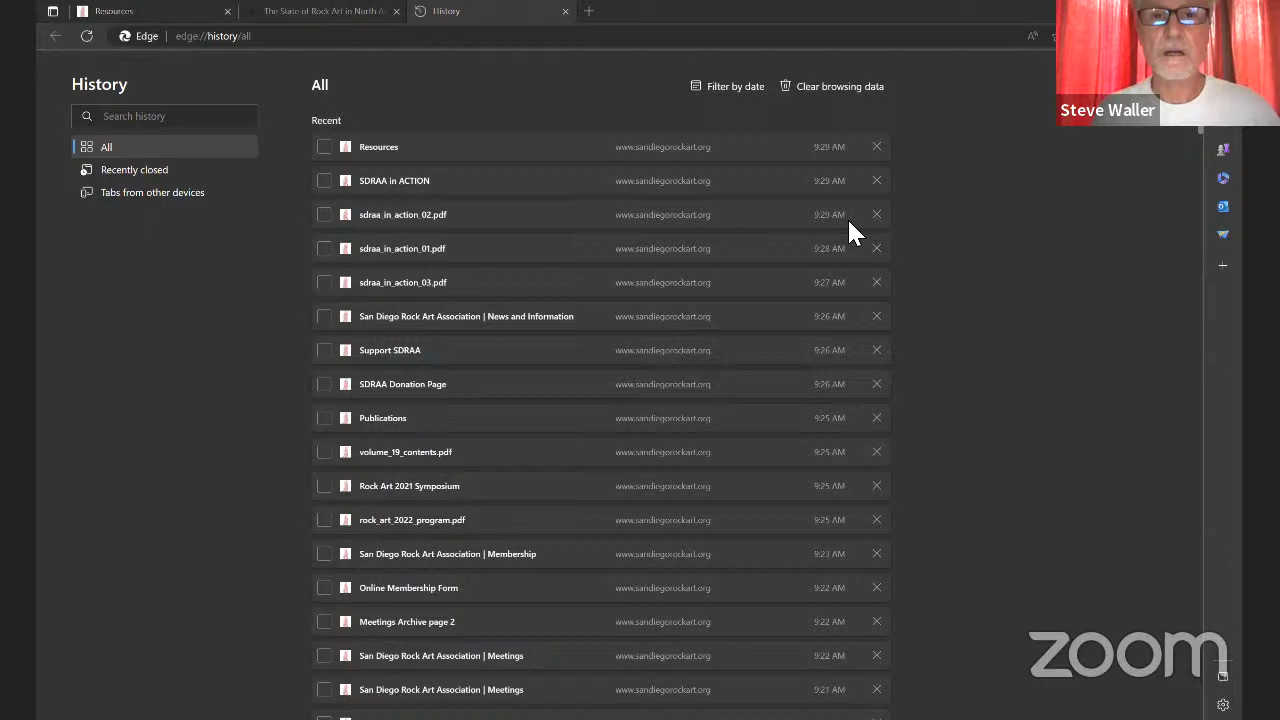 Resources
The State of Rock Art in North A
History
Edge
edge://history/all
Steve Waller
History
Search history
All
Recently closed
Tabs from other devices
All
Filter by date
Clear browsing data
Recent
Resources www.sandiegorockart.org 9:29 AM
SDRAA in ACTION www.sandiegorockart.org 9:29 AM
sdraa_in_action_02.pdf www.sandiegorockart.org 9:29 AM
sdraa_in_action_01.pdf www.sandiegorockart.org 9:28 AM
sdraa_in_action_03.pdf www.sandiegorockart.org 9:27 AM
San Diego Rock Art Association | News and Information www.sandiegorockart.org 9:26 AM
Support SDRAA www.sandiegorockart.org 9:26 AM
SDRAA Donation Page www.sandiegorockart.org 9:26 AM
Publications www.sandiegorockart.org 9:25 AM
volume_19_contents.pdf www.sandiegorockart.org 9:25 AM
Rock Art 2021 Symposium www.sandiegorockart.org 9:25 AM
rock_art_2022_program.pdf www.sandiegorockart.org 9:25 AM
San Diego Rock Art Association | Membership www.sandiegorockart.org 9:23 AM
Online Membership Form www.sandiegorockart.org 9:22 AM
Meetings Archive page 2 www.sandiegorockart.org 9:22 AM
San Diego Rock Art Association | Meetings www.sandiegorockart.org 9:22 AM
San Diego Rock Art Association | Meetings www.sandiegorockart.org 9:21 AM
zoom